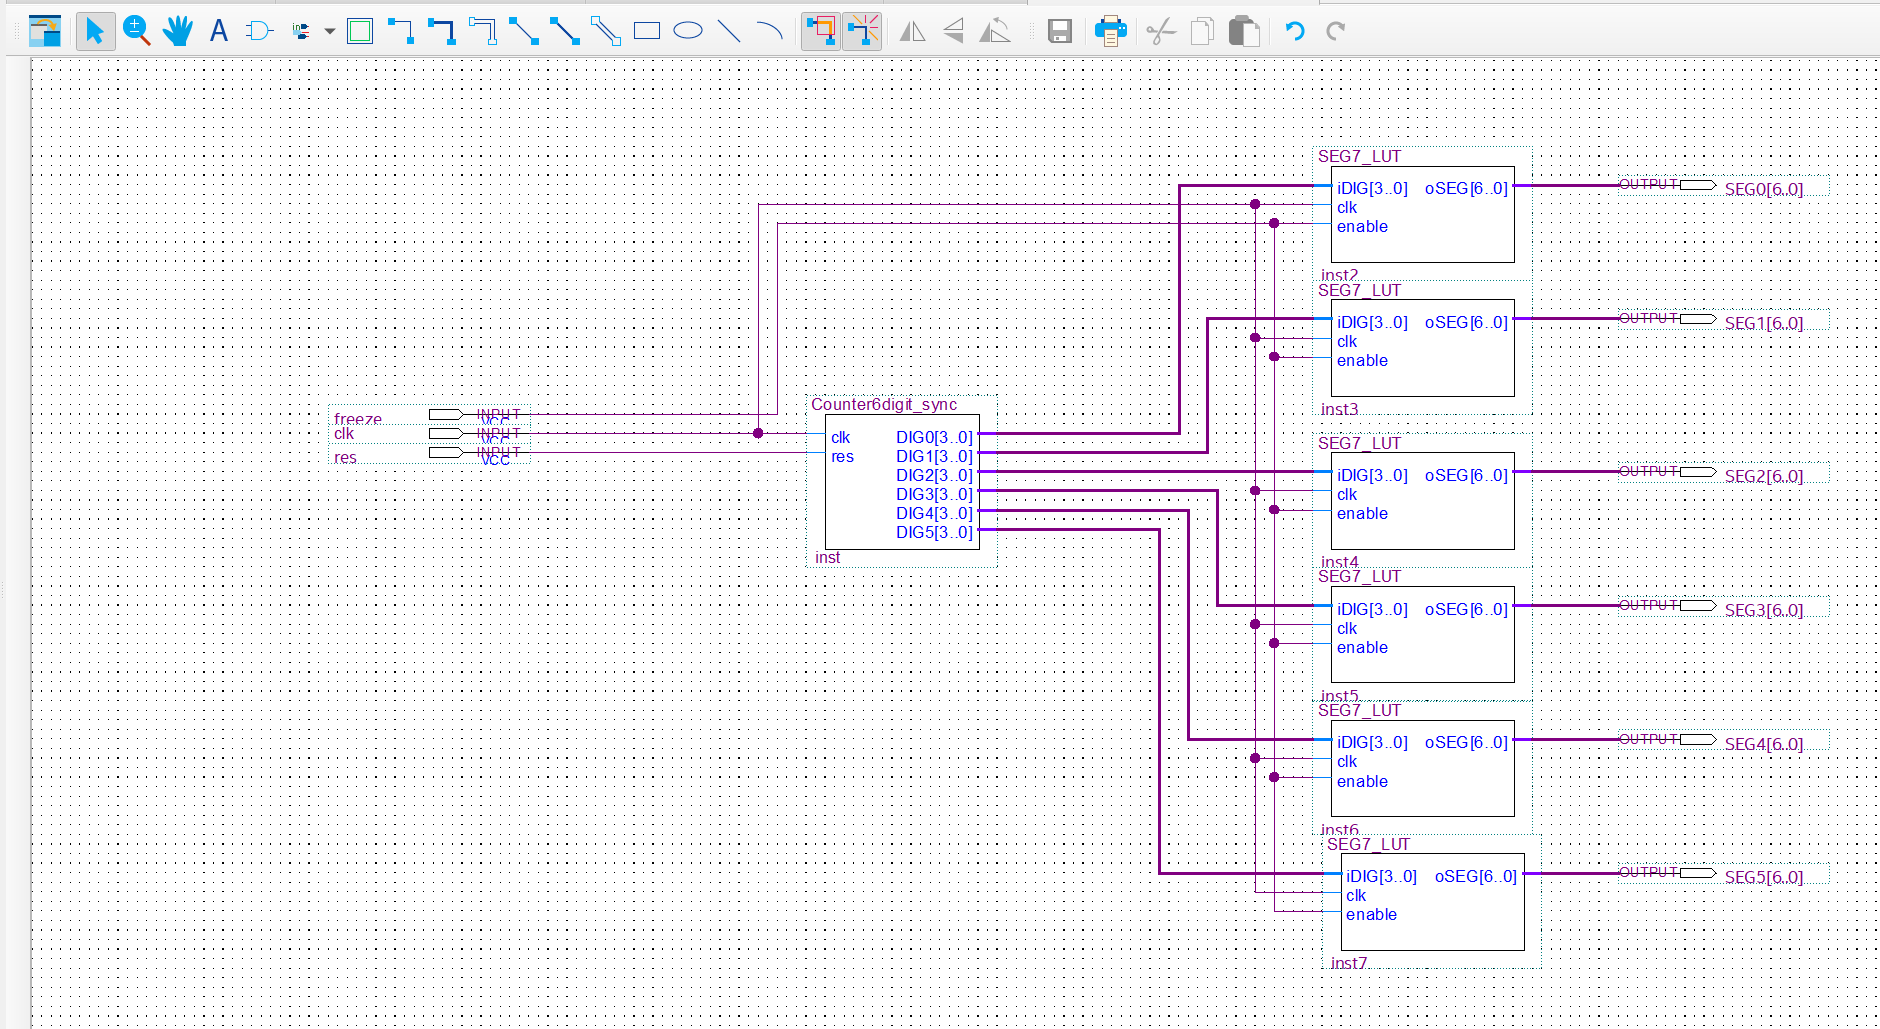 A
in
SEG7_LUT
iDIG[3..0] oSEG[6..0]
clk
enable
inst2
OUTPUT
SEG0[6..0]
SEG7_LUT
iDIG[3..0] oSEG[6..0]
clk
enable
inst3
OUTPUT
SEG1[6..0]
freeze
INPUT
VCC
clk
INPUT
VCC
res
INPUT
VCC
Counter6digit_sync
clk DIG0[3..0]
res DIG1[3..0]
DIG2[3..0]
DIG3[3..0]
DIG4[3..0]
DIG5[3..0]
inst
SEG7_LUT
iDIG[3..0] oSEG[6..0]
clk
enable
inst4
OUTPUT
SEG2[6..0]
SEG7_LUT
iDIG[3..0] oSEG[6..0]
clk
enable
inst5
OUTPUT
SEG3[6..0]
SEG7_LUT
iDIG[3..0] oSEG[6..0]
clk
enable
inst6
OUTPUT
SEG4[6..0]
SEG7_LUT
iDIG[3..0] oSEG[6..0]
clk
enable
inst7
OUTPUT
SEG5[6..0]